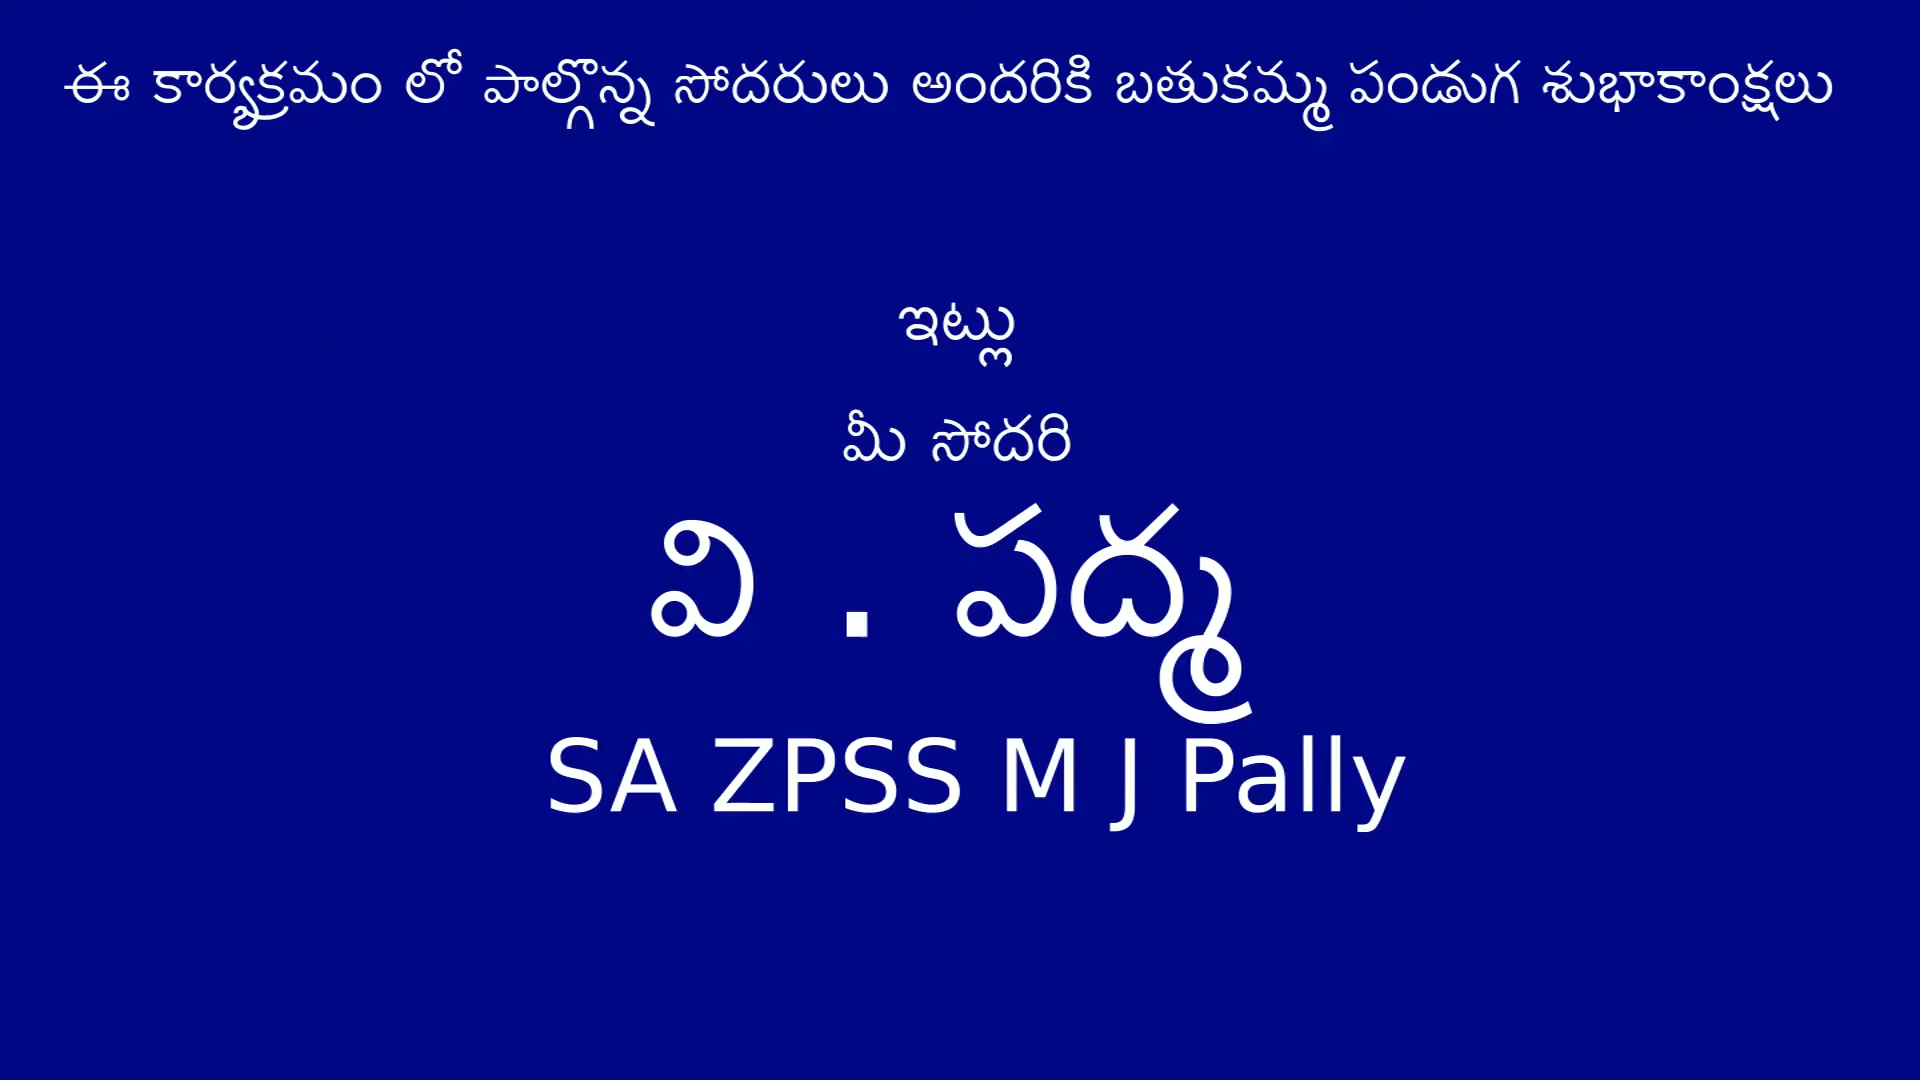 ఈ కార్యక్రమం లో పాల్గొన్న సోదరులు అందరికి బతుకమ్మ పండుగ శుభాకాంక్షలు
ఇట్లు
మీ సోదరి
వి . పద్మ
SA ZPSS M J Pally